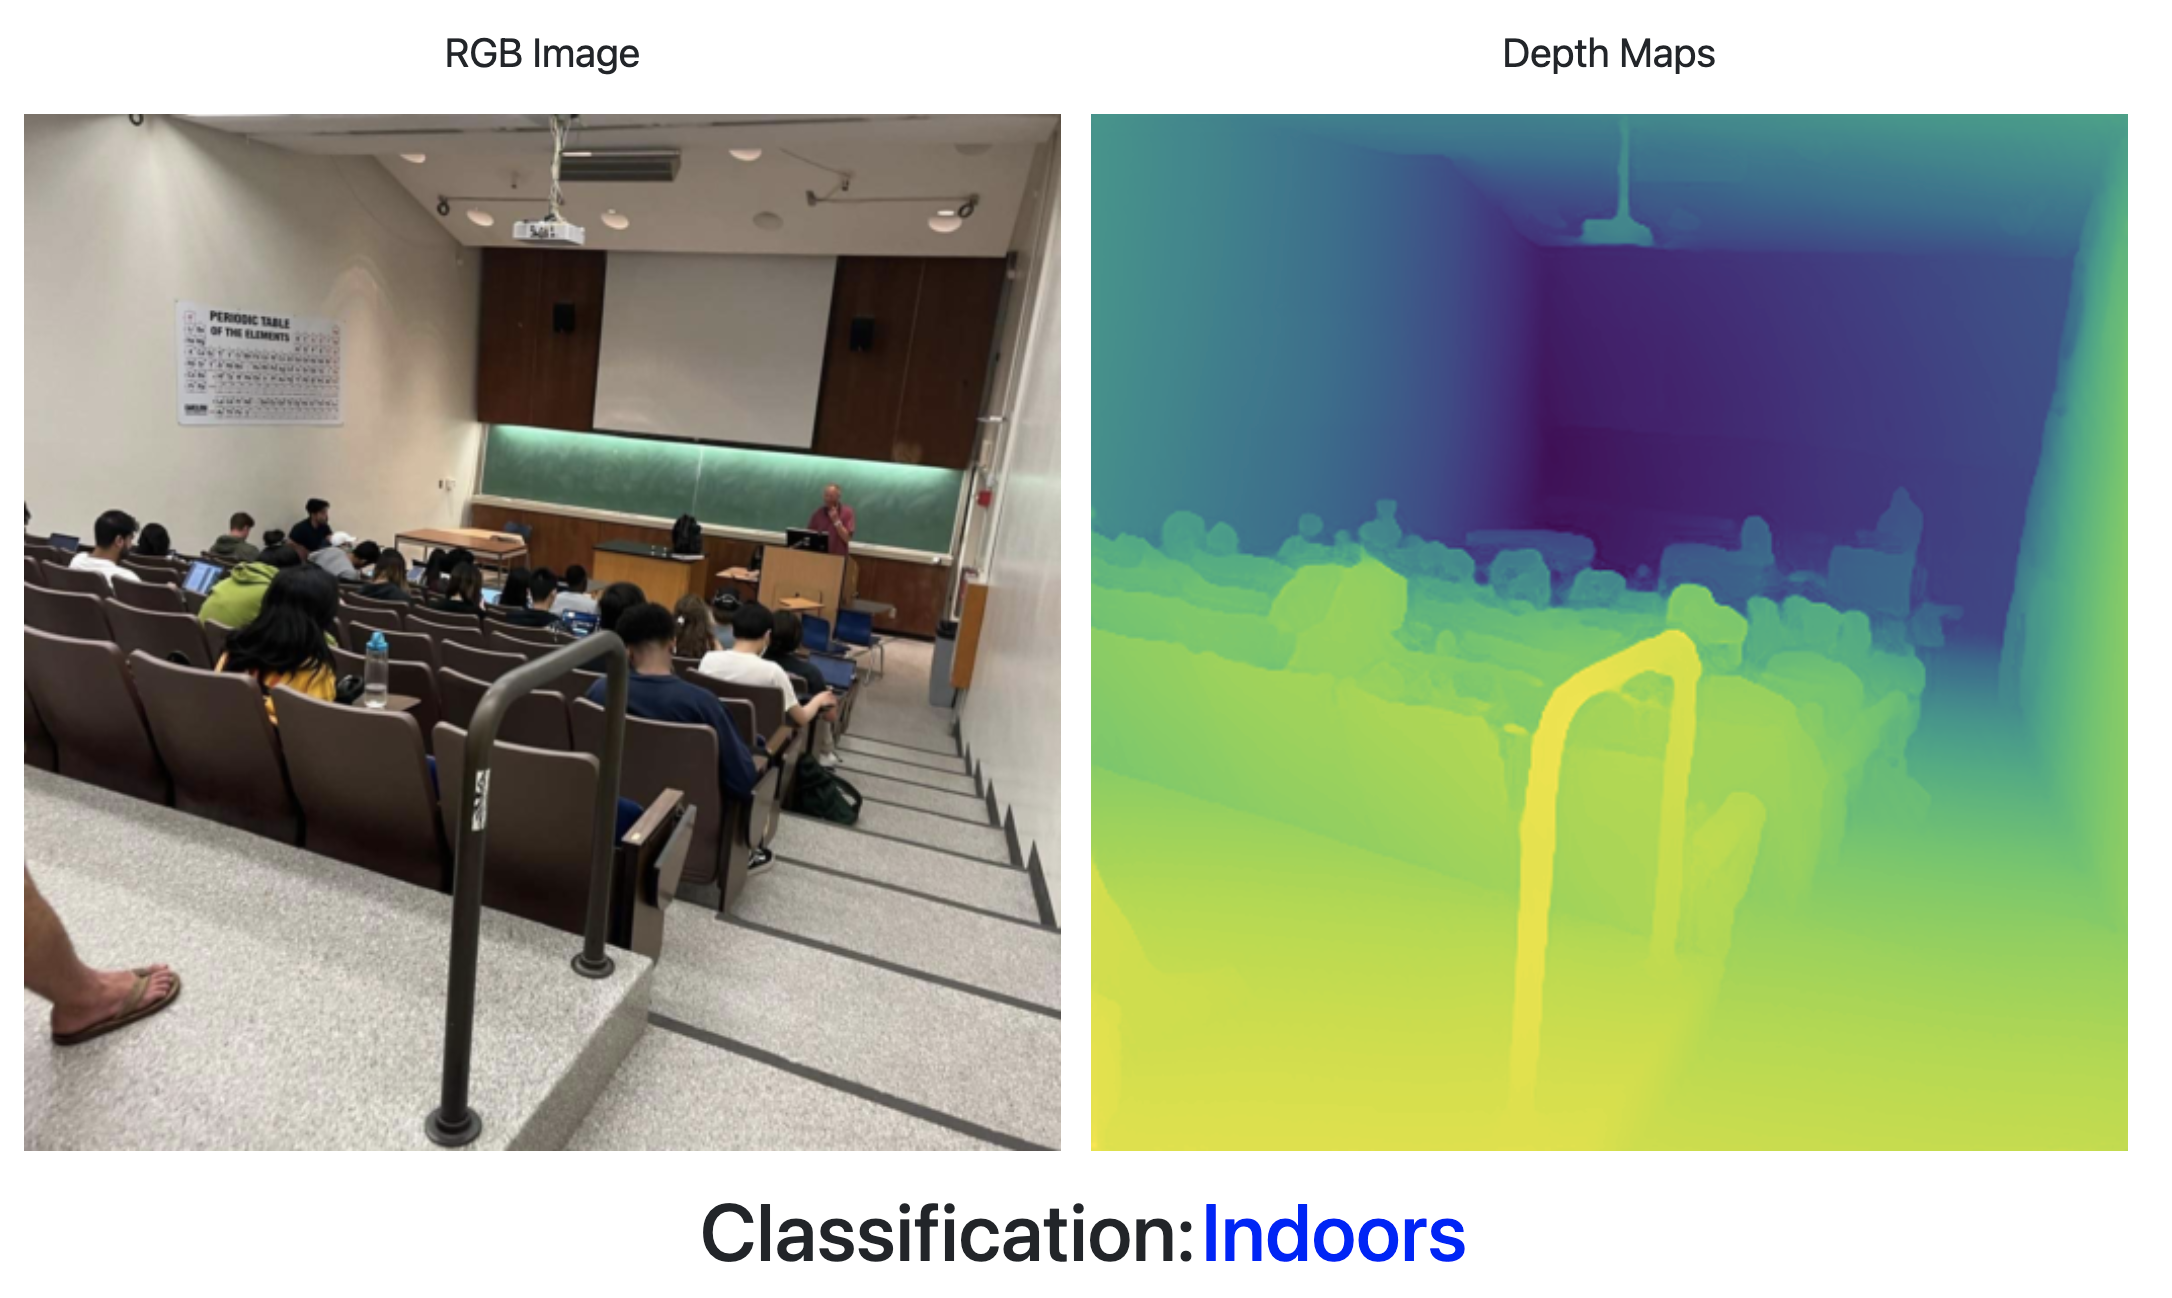 RGB Image
Depth Maps
PERIODIC TABLE
OF THE ELEMENTS
Classification: Indoors